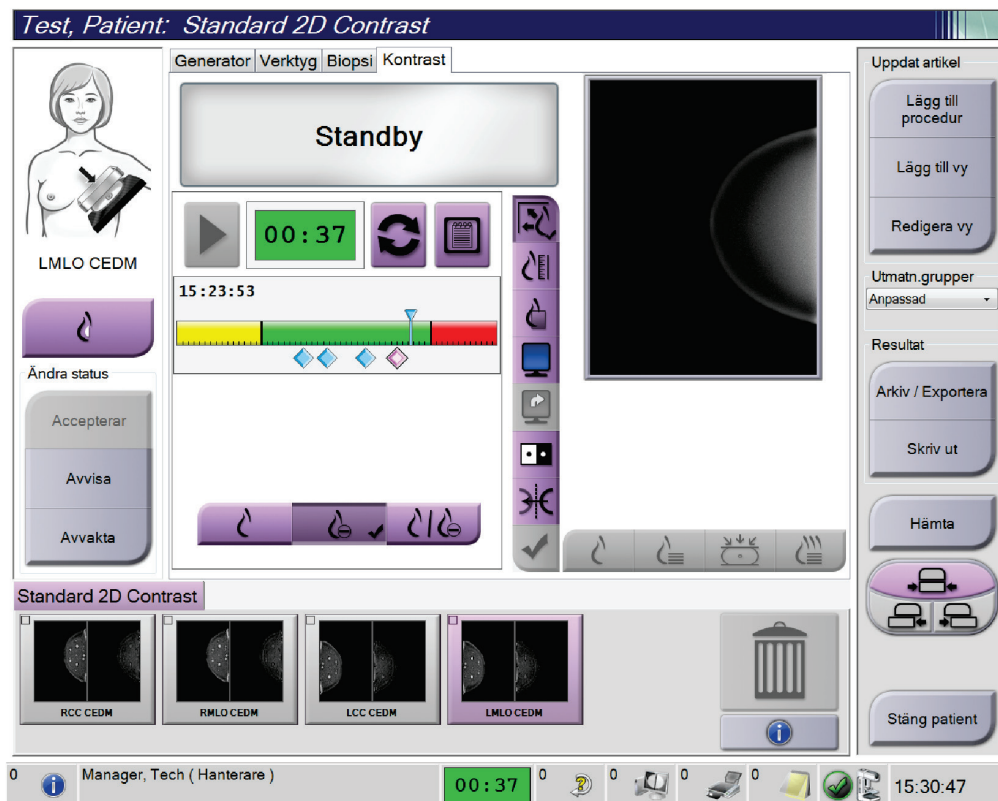 Test, Patient: Standard 2D Contrast
Generator Verktyg Biopsi Kontrast
Standby
LMLO CEDM
00:37
15:23:53
Ändra status
Accepterar
Avvisa
Avvakta
Uppdat artikel
Lägg till
procedur
Lägg till vy
Redigera vy
Utmatn.grupper
Anpassad
Resultat
Arkiv / Exportera
Skriv ut
Hämta
Stäng patient
Standard 2D Contrast
RCC CEDM
RMLO CEDM
LCC CEDM
LMLO CEDM
0 Manager, Tech ( Hanterare ) 00:37 0 0 0 0 15:30:47